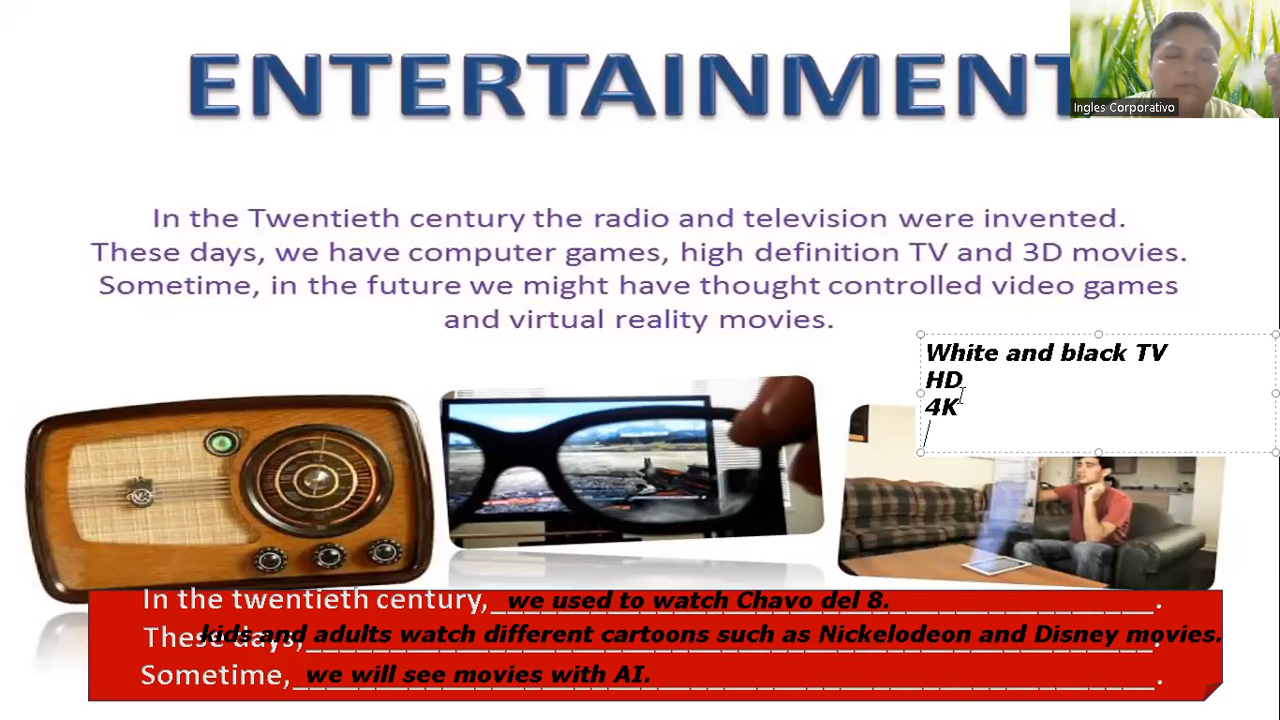 ENTERTAINMENT
Ingles Corporativo
In the Twentieth century the radio and television were invented.
These days, we have computer games, high definition TV and 3D movies.
Sometime, in the future we might have thought controlled video games
and virtual reality movies.
White and black TV
HD
4K
In the twentieth century, we used to watch Chavo del 8. .
These days, kids and adults watch different cartoons such as Nickelodeon and Disney movies. .
Sometime, we will see movies with AI. .